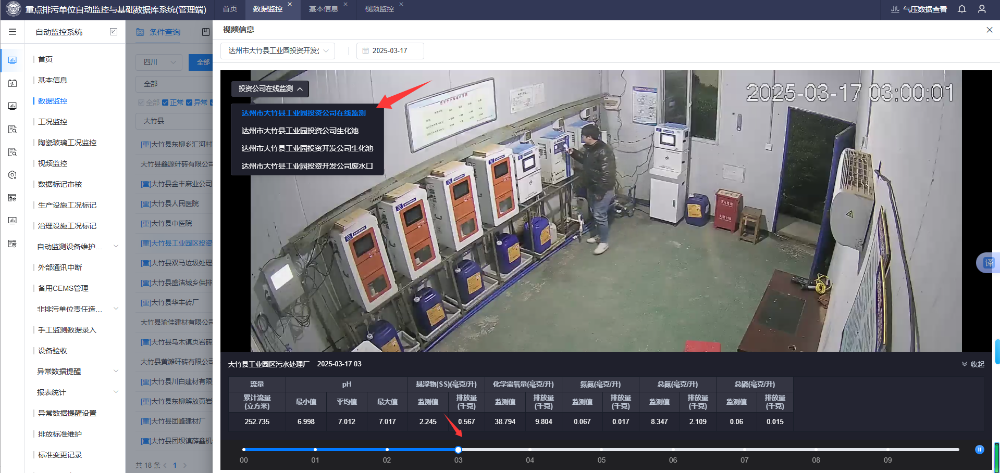 重点排污单位自动监控与基础数据库系统(管理端)
首页
数据监控
基本信息
视频监控
气压数据查看
自动监控系统
首页
基本信息
数据监控
工况监控
陶瓷玻璃工况监控
视频监控
数据标记审核
生产设施工况标记
治理设施工况标记
自动监测设备维护...
外部通讯中断
备用CEMS管理
非排污单位责任造...
手工监测数据录入
设备验收
异常数据提醒
报表统计
异常数据提醒设置
排放标准维护
标准变更记录
条件查询
四川
全部
全部
全部 正常 异常
大竹县
[重]大竹县东柳乡汇河村
大竹县鑫源矸砖有限公司
[重]大竹县金丰麻业公司
[重]大竹县人民医院
[重]大竹县中医院
[重]大竹县工业园区投资
[重]大竹县双马垃圾处理
[重]大竹县盛洁城乡供排
[重]大竹县华丰砖厂
大竹县渝佳建材有限公司
[重]大竹县乌木镇页岩砖
大竹县黄滩矸砖有限公司
[重]大竹县川白建材有限
[重]大竹县东柳解放页岩
[重]大竹县团峰建材厂
[重]大竹县团坝镇薛鑫机
共 18 条 1
视频信息
达州市大竹县工业园投资开发公
2025-03-17
投资公司在线监测
达州市大竹县工业园投资公司在线监测
达州市大竹县工业园投资公司生化池
达州市大竹县工业园投资开发公司生化池
达州市大竹县工业园投资开发公司废水口
2025-03-17 03:00:01
火警119
译
大竹县工业园区污水处理厂 2025-03-17 03
收起
流量 pH 悬浮物(SS)(毫克/升) 化学需氧量(毫克/升) 氨氮(毫克/升) 总氮(毫克/升) 总磷(毫克/升)
累计流量(立方米) 最小值 平均值 最大值 监测值 排放量(千克) 监测值 排放量(千克) 监测值 排放量(千克) 监测值 排放量(千克) 监测值 排放量(千克)
252.735 6.998 7.012 7.017 2.245 0.567 38.794 9.804 0.067 0.017 8.347 2.109 0.06 0.015
00 01 02 03 04 05 06 07 08 09